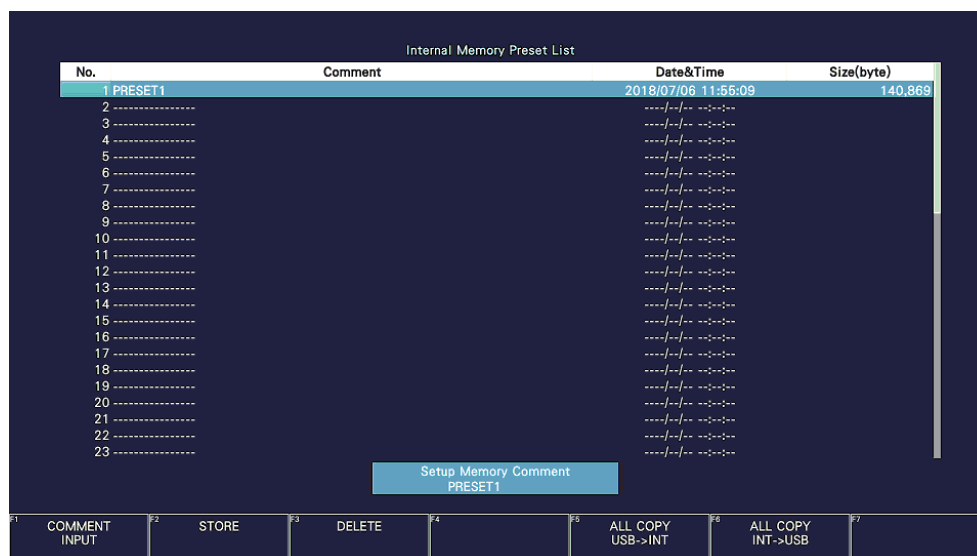 Internal Memory Preset List
No. Comment Date&Time Size(byte)
1 PRESET1 2018/07/06 11:55:09 140,869
2 ---------------- ----/--/-- --:--:--
3 ---------------- ----/--/-- --:--:--
4 ---------------- ----/--/-- --:--:--
5 ---------------- ----/--/-- --:--:--
6 ---------------- ----/--/-- --:--:--
7 ---------------- ----/--/-- --:--:--
8 ---------------- ----/--/-- --:--:--
9 ---------------- ----/--/-- --:--:--
10 ---------------- ----/--/-- --:--:--
11 ---------------- ----/--/-- --:--:--
12 ---------------- ----/--/-- --:--:--
13 ---------------- ----/--/-- --:--:--
14 ---------------- ----/--/-- --:--:--
15 ---------------- ----/--/-- --:--:--
16 ---------------- ----/--/-- --:--:--
17 ---------------- ----/--/-- --:--:--
18 ---------------- ----/--/-- --:--:--
19 ---------------- ----/--/-- --:--:--
20 ---------------- ----/--/-- --:--:--
21 ---------------- ----/--/-- --:--:--
22 ---------------- ----/--/-- --:--:--
23 ---------------- ----/--/-- --:--:--
Setup Memory Comment
PRESET1
F1 COMMENT
INPUT
F2 STORE
F3 DELETE
F4
F5 ALL COPY
USB->INT
F6 ALL COPY
INT->USB
F7